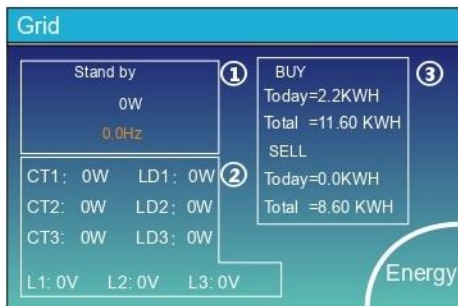 Grid
Stand by ①
0W
0.0Hz
CT1: 0W LD1: 0W ②
CT2: 0W LD2: 0W
CT3: 0W LD3: 0W
L1: 0V L2: 0V L3: 0V
BUY ③
Today=2.2KWH
Total =11.60 KWH
SELL
Today=0.0KWH
Total =8.60 KWH
Energy